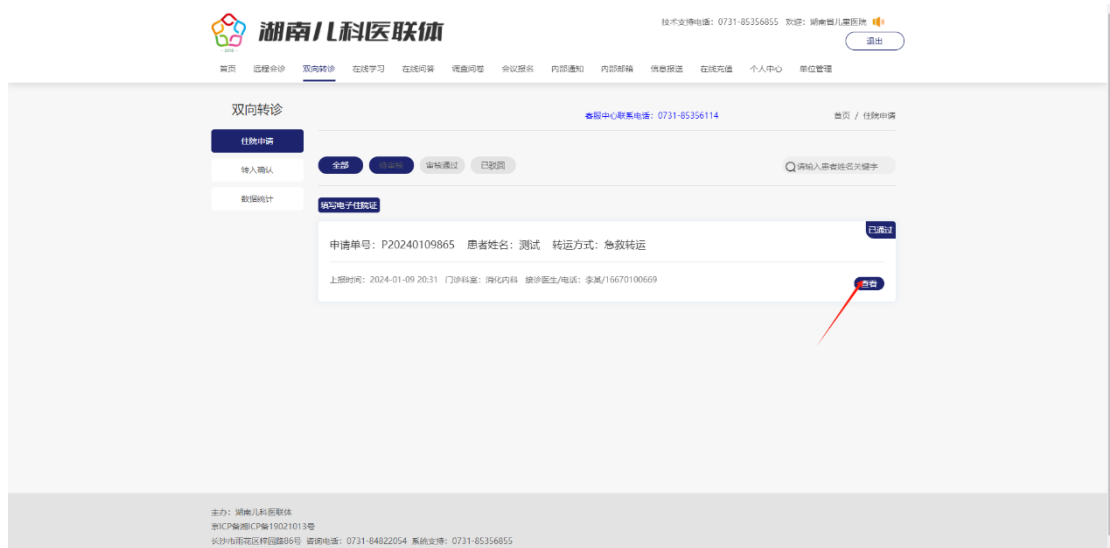 湖南儿科医联体
技术支持电话：0731-85356855 欢迎：湖南省儿童医院
退出
首页 远程会诊 双向转诊 在线学习 在线问答 调查问卷 会议报名 内部通知 内部邮箱 信息报送 在线充值 个人中心 单位管理
双向转诊
客服中心联系电话：0731-85356114
首页 / 住院申请
住院申请
转入确认
数据统计
全部 待审核 审核通过 已驳回
请输入患者姓名关键字
填写电子住院证
已通过
申请单号：P20240109865 患者姓名：测试 转运方式：急救转运
上报时间：2024-01-09 20:31 门诊科室：消化内科 接诊医生/电话：李某/16670100669
查看
主办：湖南儿科医联体
京ICP备湘ICP备19021013号
长沙市雨花区梓园路86号 咨询电话：0731-84822054 系统支持：0731-85356855